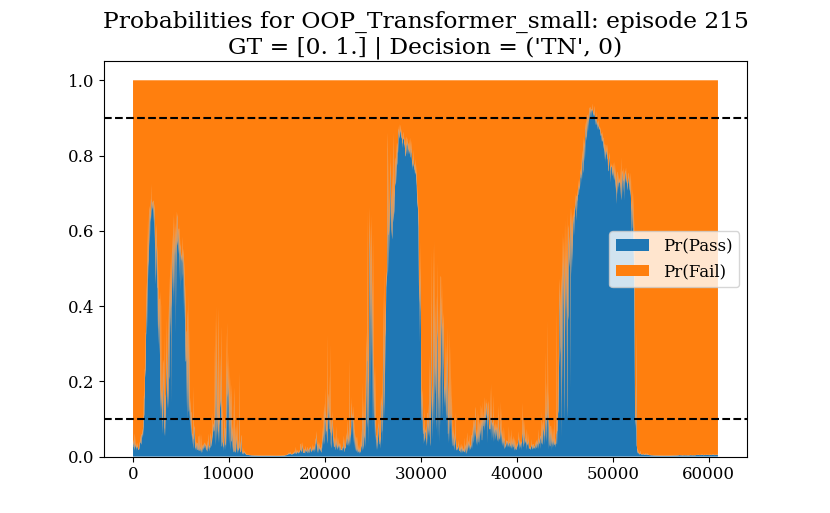 Probabilities for OOP_Transformer_small: episode 215
GT = [0. 1.] | Decision = ('TN', 0)
1.0
0.8
0.6
0.4
0.2
0.0
Pr(Pass)
Pr(Fail)
0 10000 20000 30000 40000 50000 60000